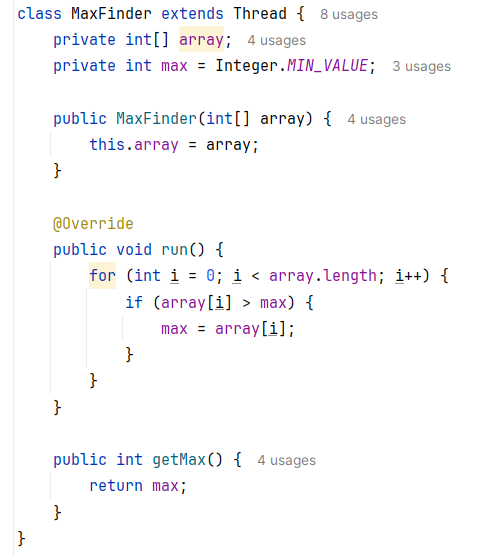 class MaxFinder extends Thread {  8 usages
    private int[] array;  4 usages
    private int max = Integer.MIN_VALUE;  3 usages
    public MaxFinder(int[] array) {  4 usages
        this.array = array;
    }
    @Override
    public void run() {
        for (int i = 0; i < array.length; i++) {
            if (array[i] > max) {
                max = array[i];
            }
        }
    }
    public int getMax() {  4 usages
        return max;
    }
}